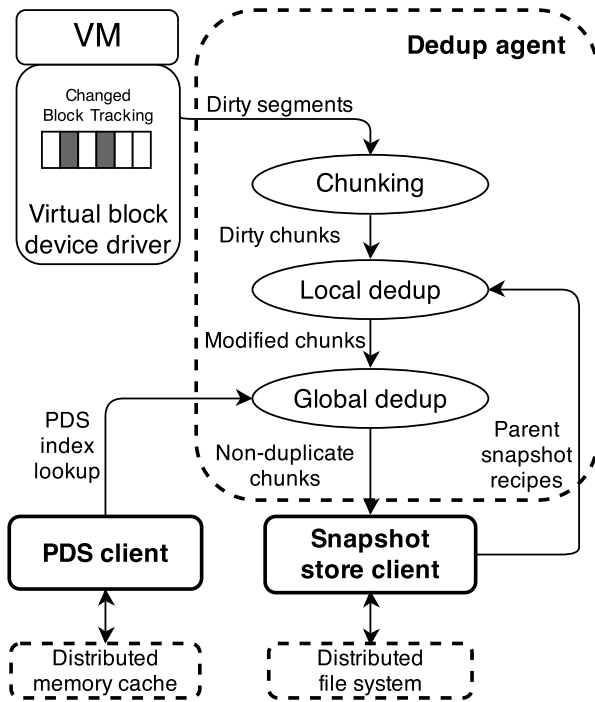 VM
Dedup agent
Changed
Block Tracking
Dirty segments
Virtual block
device driver
Chunking
Dirty chunks
Local dedup
Modified chunks
Global dedup
PDS
index
lookup
Non-duplicate
chunks
Parent
snapshot
recipes
PDS client
Snapshot
store client
Distributed
memory cache
Distributed
file system